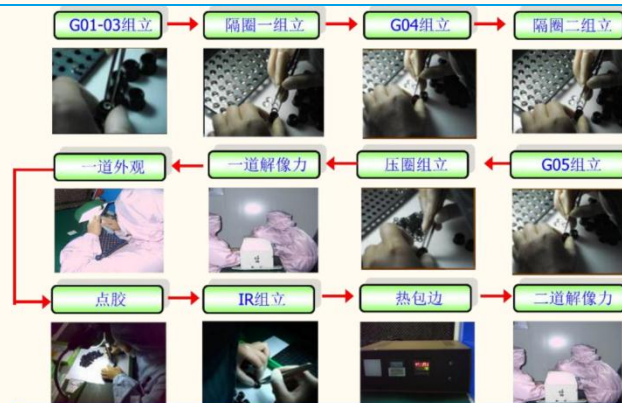 G01-03组立
隔圈一组立
G04组立
隔圈二组立
一道外观
一道解像力
压圈组立
G05组立
点胶
IR组立
热包边
二道解像力